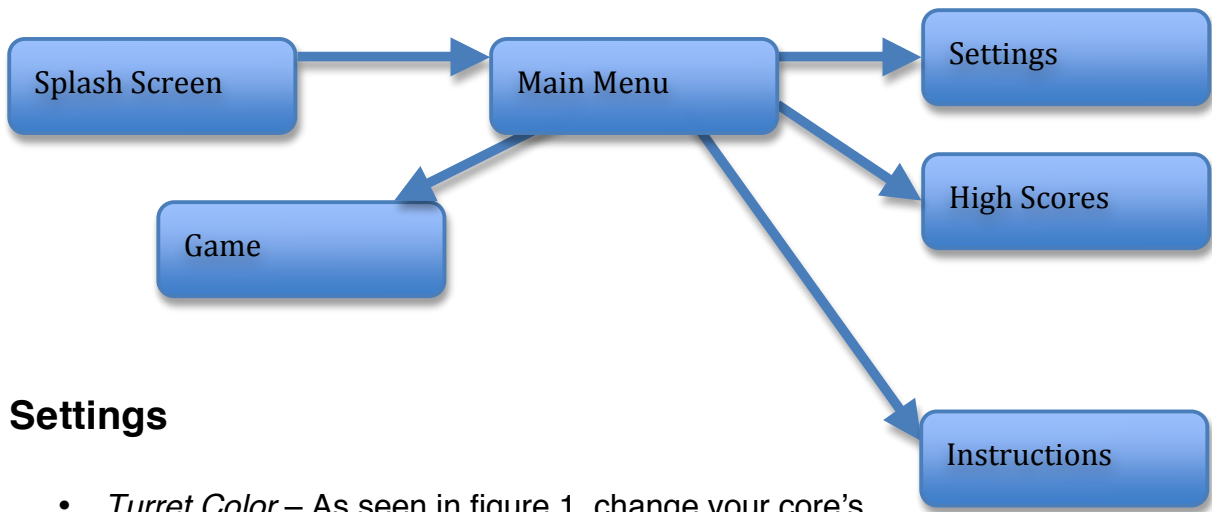 Splash Screen
Main Menu
Settings
High Scores
Game
Settings
Instructions
• Turret Color – As seen in figure 1, change your core's